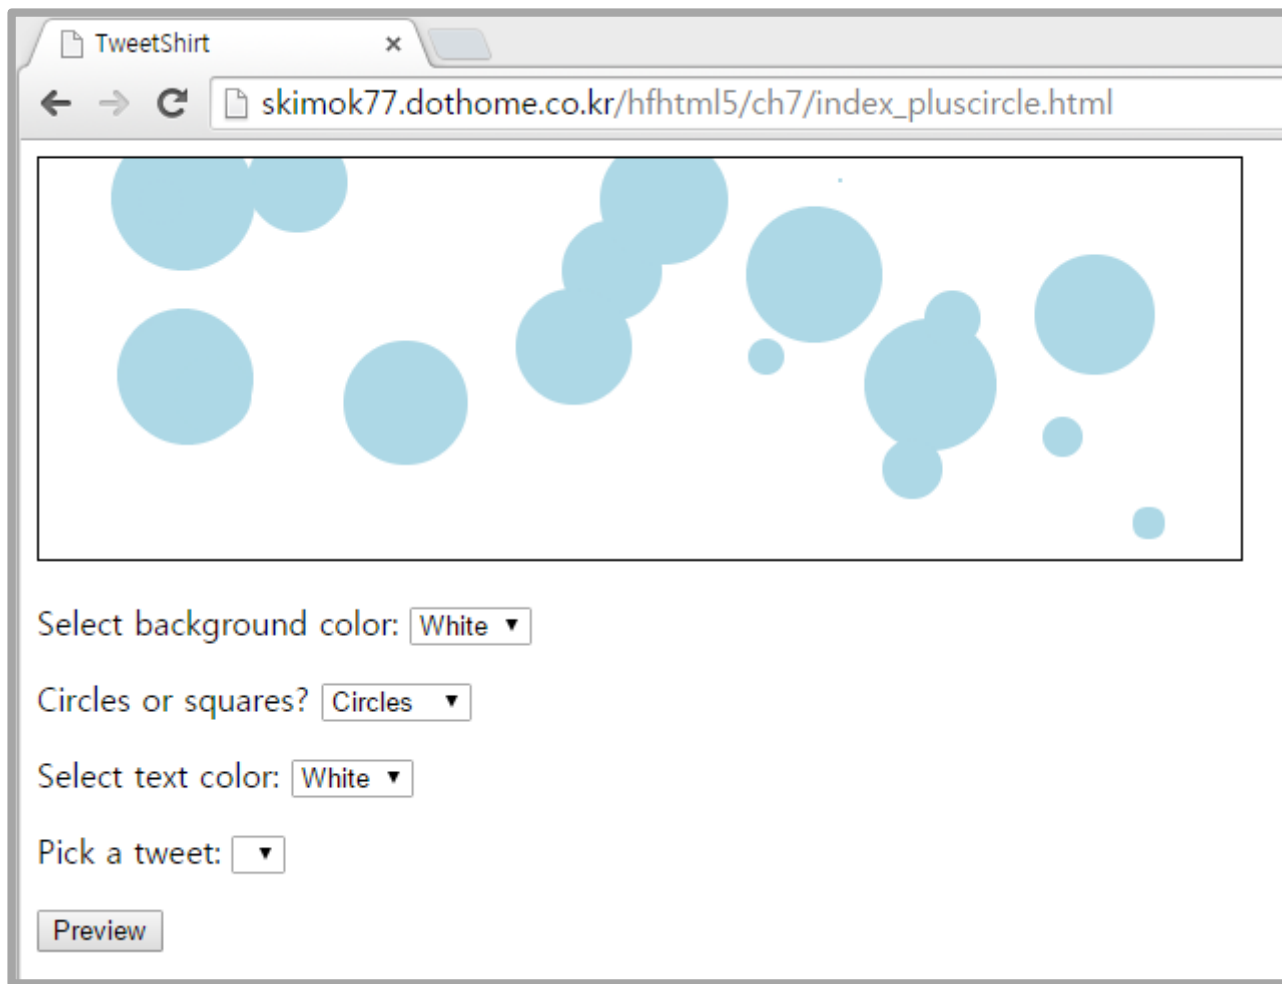 TweetShirt
skimok77.dothome.co.kr/hfhtml5/ch7/index_pluscircle.html
Select background color: White
Circles or squares? Circles
Select text color: White
Pick a tweet:
Preview